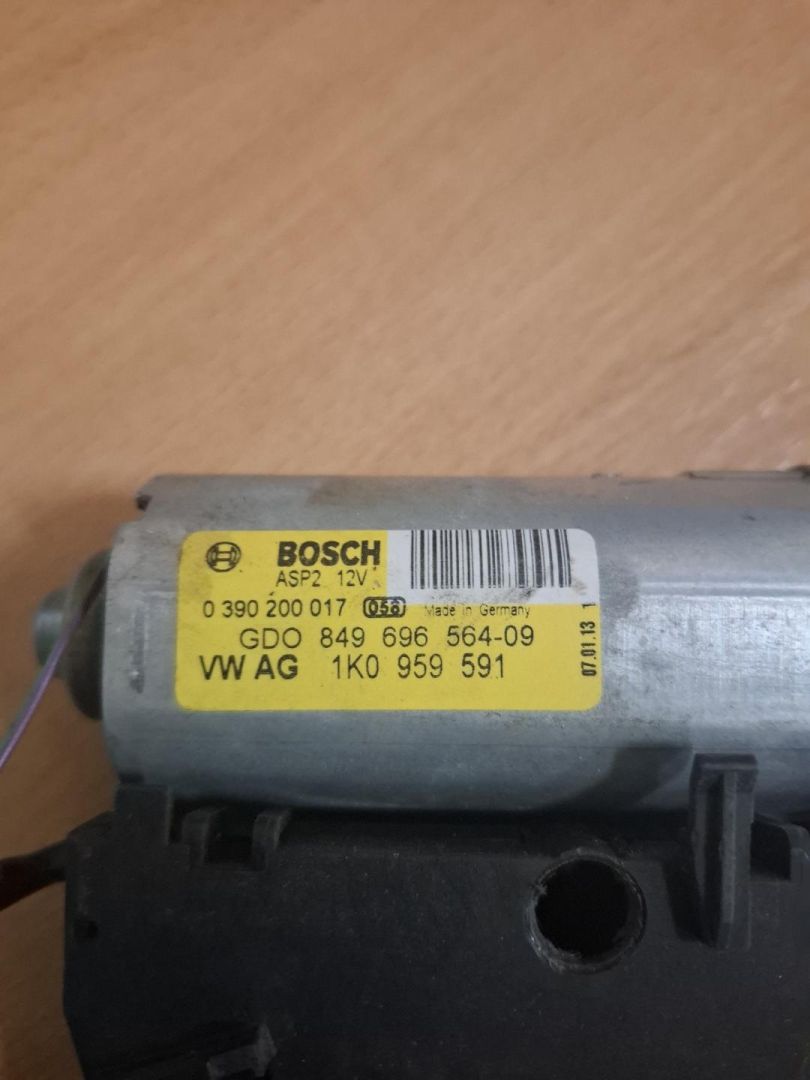 BOSCH
ASP2 12V
0 390 200 017 056 Made in Germany
GDO 849 696 564-09
VW AG 1K0 959 591
07.01.13 1